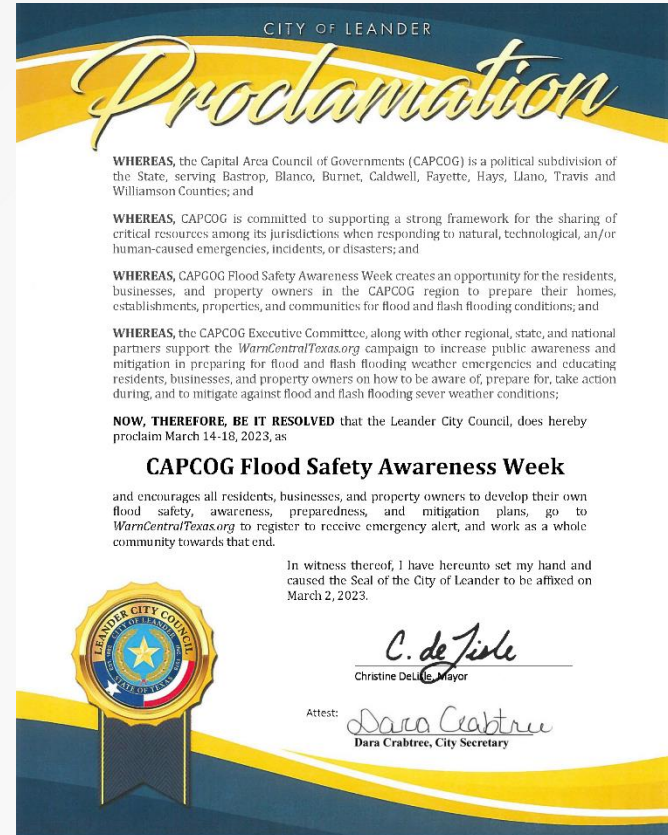 CITY OF LEANDER
Proclamation
WHEREAS, the Capital Area Council of Governments (CAPCOG) is a political subdivision of
the State, serving Bastrop, Blanco, Burnet, Caldwell, Fayette, Hays, Llano, Travis and
Williamson Counties; and
WHEREAS, CAPCOG is committed to supporting a strong framework for the sharing of
critical resources among its jurisdictions when responding to natural, technological, an/or
human-caused emergencies, incidents, or disasters; and
WHEREAS, CAPGOG Flood Safety Awareness Week creates an opportunity for the residents,
businesses, and property owners in the CAPCOG region to prepare their homes,
establishments, properties, and communities for flood and flash flooding conditions; and
WHEREAS, the CAPCOG Executive Committee, along with other regional, state, and national
partners support the WarnCentralTexas.org campaign to increase public awareness and
mitigation in preparing for flood and flash flooding weather emergencies and educating
residents, businesses, and property owners on how to be aware of, prepare for, take action
during, and to mitigate against flood and flash flooding sever weather conditions;
NOW, THEREFORE, BE IT RESOLVED that the Leander City Council, does hereby
proclaim March 14-18, 2023, as
CAPCOG Flood Safety Awareness Week
and encourages all residents, businesses, and property owners to develop their own
flood safety, awareness, preparedness, and mitigation plans, go to
WarnCentralTexas.org to register to receive emergency alert, and work as a whole
community towards that end.
In witness thereof, I have hereunto set my hand and
caused the Seal of the City of Leander to be affixed on
March 2, 2023.
C. de Lisle
Christine DeLisle, Mayor
Attest:
Dara Crabtree
Dara Crabtree, City Secretary
LEANDER CITY COUNCIL
CITY OF LEANDER
STATE OF TEXAS